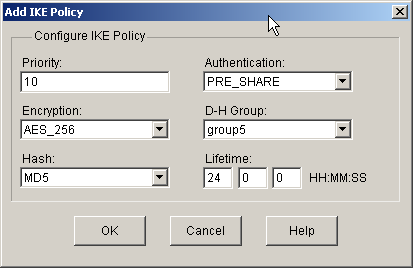 Add IKE Policy
Configure IKE Policy
Priority: Authentication:
10 PRE_SHARE
Encryption: D-H Group:
AES_256 group5
Hash: Lifetime:
MD5 24 0 0 HH:MM:SS
OK Cancel Help